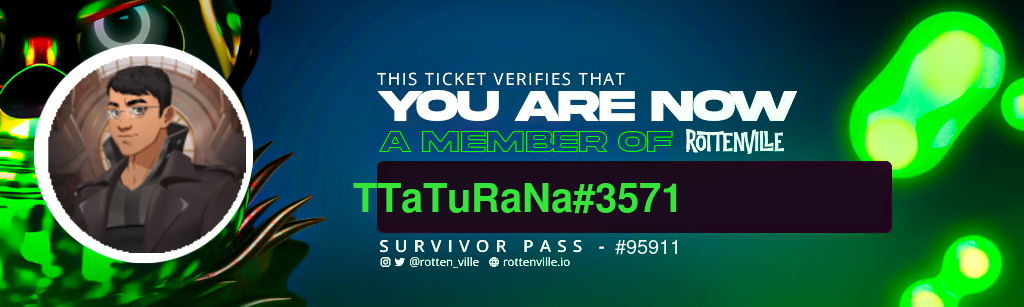 THIS TICKET VERIFIES THAT
YOU ARE NOW
A MEMBER OF ROTTENVILLE
TTaTuRaNa#3571
SURVIVOR PASS - #95911
@rotten_ville rottenville.io